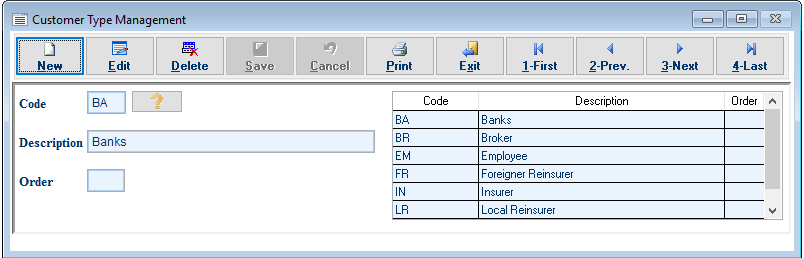 Customer Type Management
New Edit Delete Save Cancel Print Exit 1-First 2-Prev. 3-Next 4-Last
Code BA ?
Description Banks
Order
Code Description Order
BA Banks
BR Broker
EM Employee
FR Foreigner Reinsurer
IN Insurer
LR Local Reinsurer